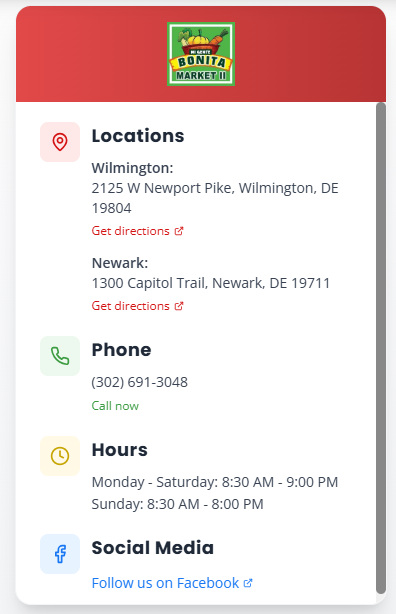 MI GENTE
BONITA
MARKET II
Locations
Wilmington:
2125 W Newport Pike, Wilmington, DE
19804
Get directions
Newark:
1300 Capitol Trail, Newark, DE 19711
Get directions
Phone
(302) 691-3048
Call now
Hours
Monday - Saturday: 8:30 AM - 9:00 PM
Sunday: 8:30 AM - 8:00 PM
Social Media
Follow us on Facebook